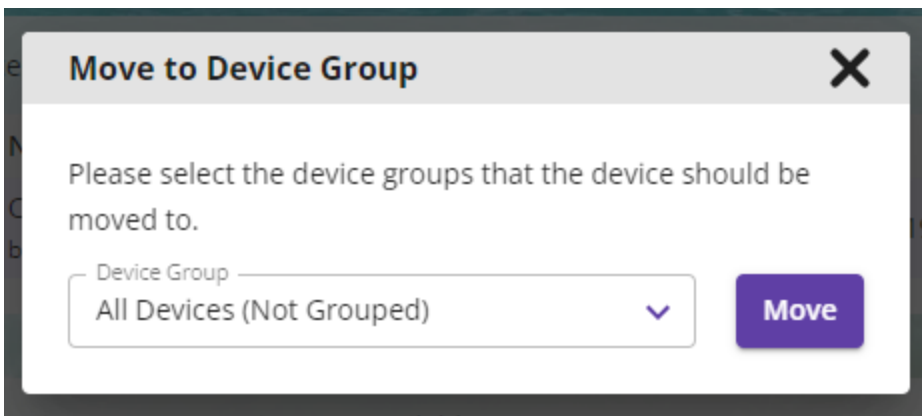 Move to Device Group
Please select the device groups that the device should be
moved to.
Device Group
All Devices (Not Grouped)
Move